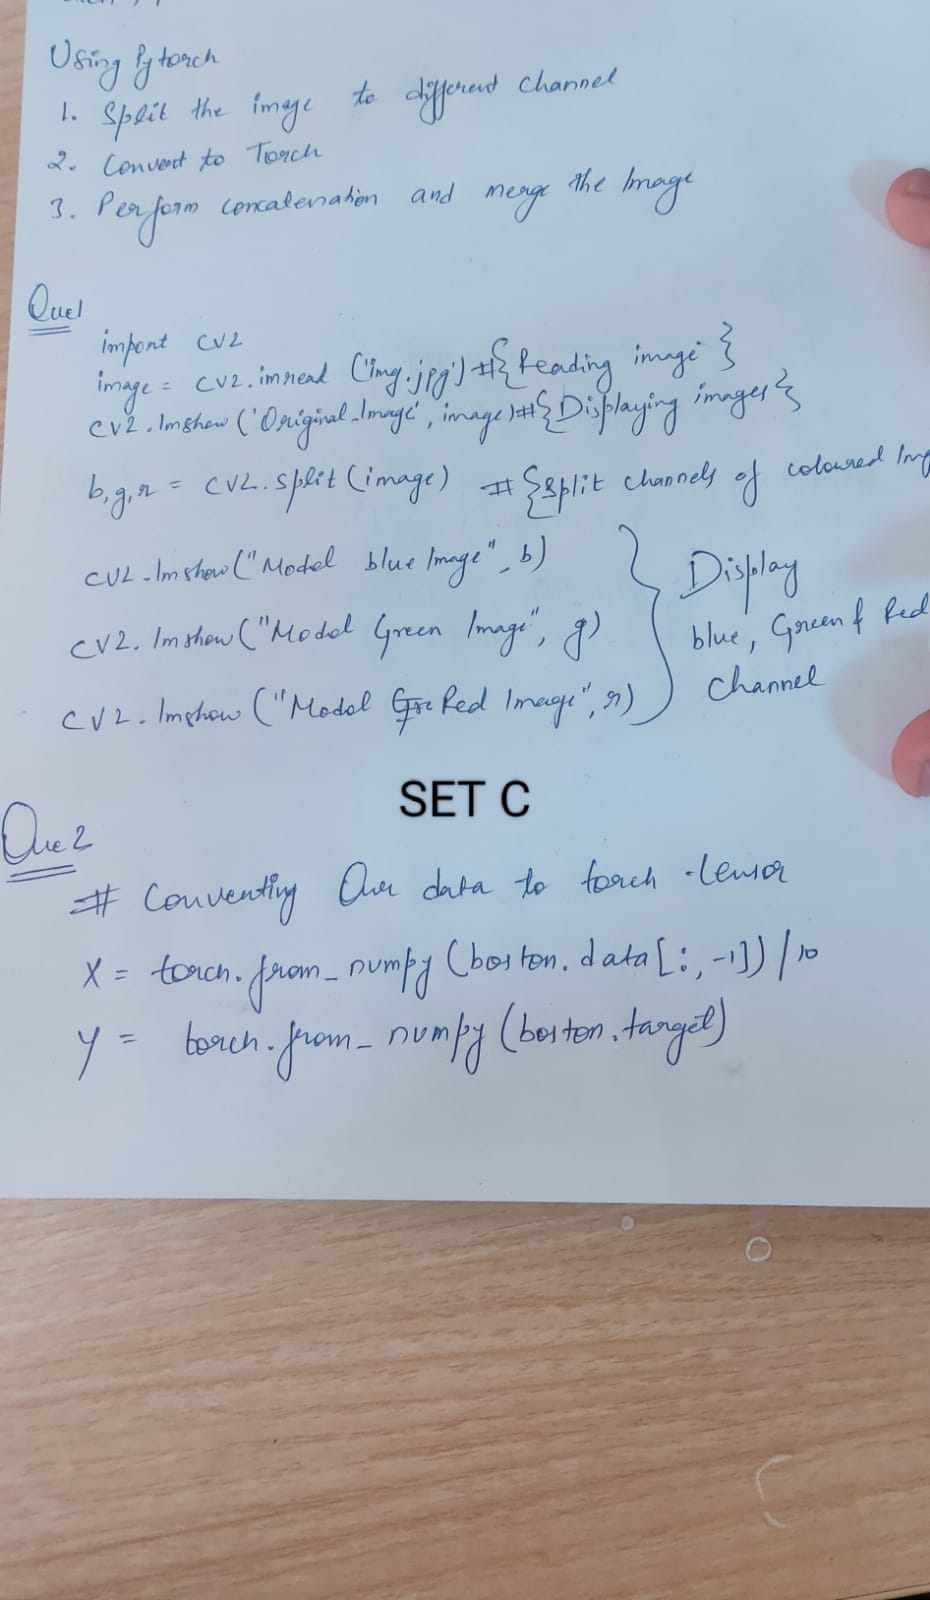 Using Pytorch
1. Split the image to different Channel
2. Convert to Torch
3. Perform concatenation and merge the Image
Que1
import cv2
image = cv2.imread ('img.jpg') #{Reading image}
cv2.Imshow ('Original_Image', image) #{Displaying images}
b,g,r = cv2.split (image) #{Split channels of coloured Img
cv2.Imshow ("Model blue Image", b)
cv2.Imshow ("Model Green Image", g)
cv2.Imshow ("Model Red Image", r)
Display
blue, Green & Red
Channel
SET C
Que 2
# Converting Our data to torch tensor
X = torch.from_numpy (boston.data[:,-1])/10
y = torch.from_numpy (boston.target)